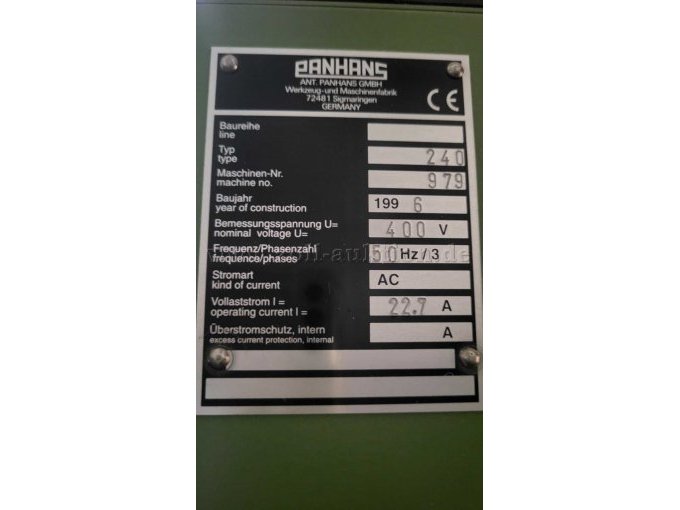 PANHANS
ANT. PANHANS GMBH
Werkzeug-und Maschinenfabrik
72481 Sigmaringen
GERMANY
CE
Baureihe
line
Typ
type
240
Maschinen-Nr.
machine no.
979
Baujahr
year of construction
199 6
Bemessungsspannung U=
nominal voltage U=
400 V
Frequenz/Phasenzahl
frequence/phases
50 Hz / 3
Stromart
kind of current
AC
Vollaststrom I =
operating current I =
22.7 A
Überstromschutz, intern
excess current protection, internal
A